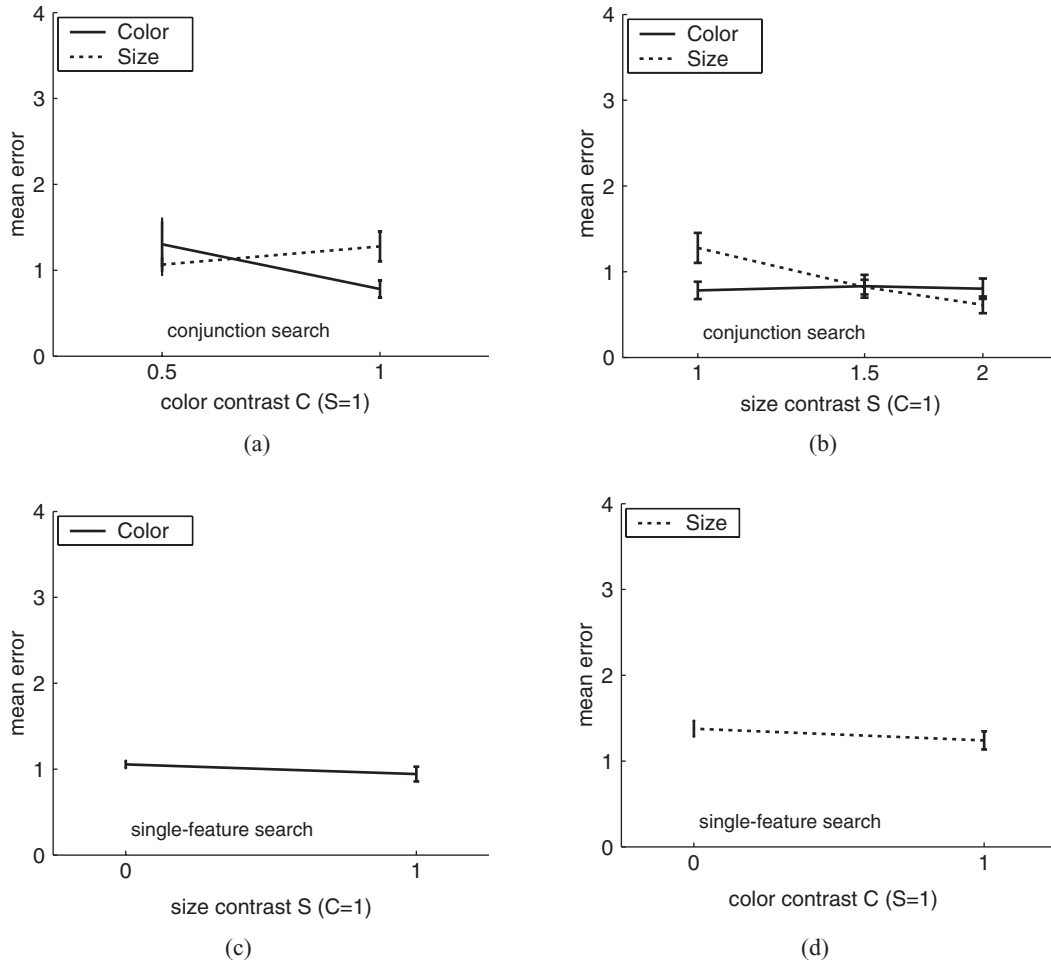 Color
Size
4
3
2
1
0
mean error
conjunction search
0.5 1
color contrast C (S=1)
(a)
Color
Size
4
3
2
1
0
mean error
conjunction search
1 1.5 2
size contrast S (C=1)
(b)
Color
4
3
2
1
0
mean error
single-feature search
0 1
size contrast S (C=1)
(c)
Size
4
3
2
1
0
mean error
single-feature search
0 1
color contrast C (S=1)
(d)